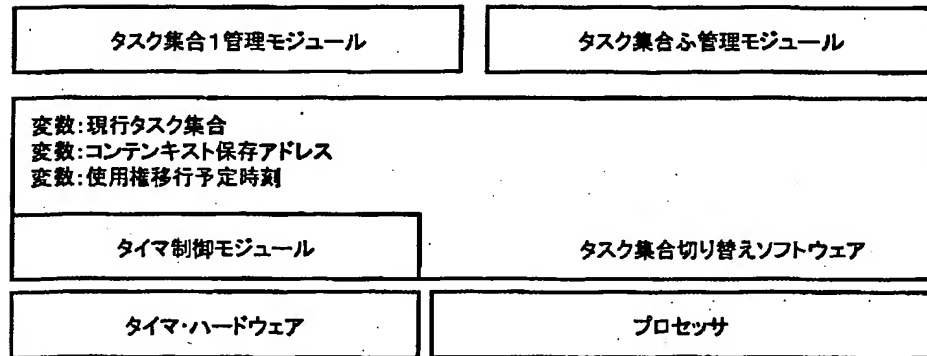 タスク集合1管理モジュール
タスク集合ふ管理モジュール
変数:現行タスク集合
変数:コンテンキスト保存アドレス
変数:使用権移行予定時刻
タイマ制御モジュール
タスク集合切り替えソフトウェア
タイマ・ハードウェア
プロセッサ